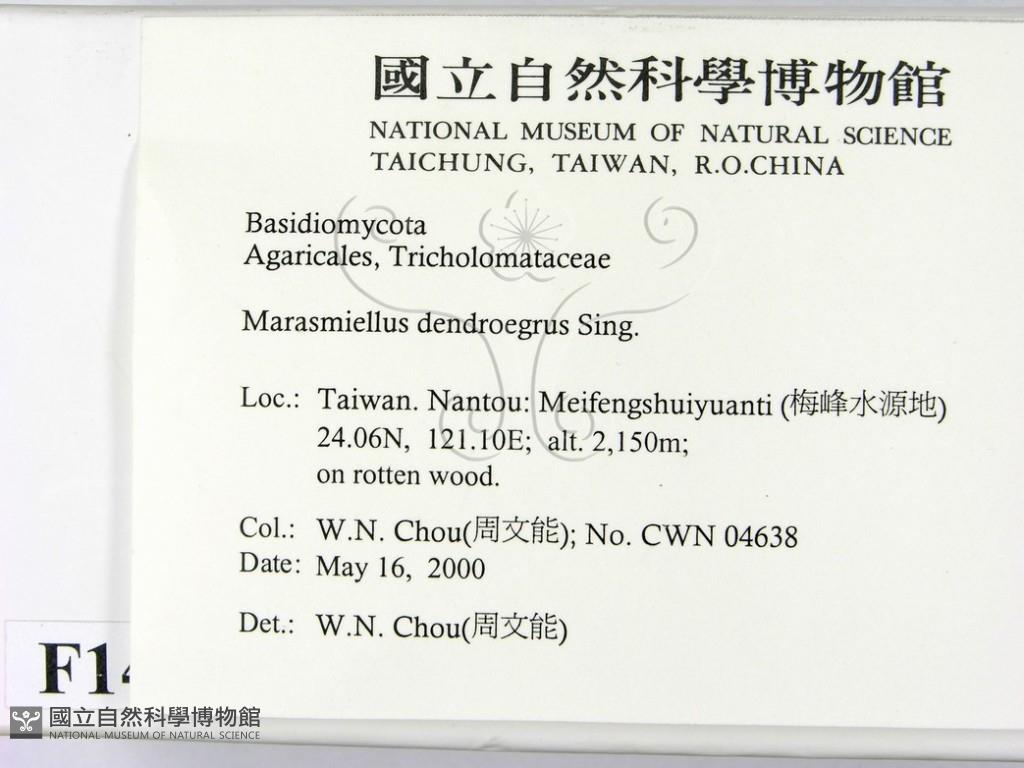 國立自然科學博物館
NATIONAL MUSEUM OF NATURAL SCIENCE
TAICHUNG, TAIWAN, R.O.CHINA
Basidiomycota
Agaricales, Tricholomataceae
Marasmiellus dendroegrus Sing.
Loc.: Taiwan. Nantou: Meifengshuiyuanti (梅峰水源地)
24.06N, 121.10E; alt. 2,150m;
on rotten wood.
Col.: W.N. Chou(周文能); No. CWN 04638
Date: May 16, 2000
Det.: W.N. Chou(周文能)
國立自然科學博物館
NATIONAL MUSEUM OF NATURAL SCIENCE